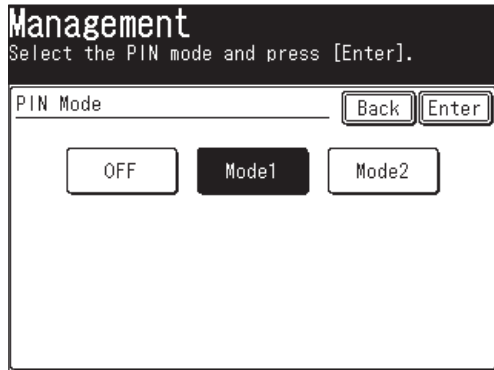 Management
Select the PIN mode and press [Enter].
PIN Mode Back Enter
OFF Mode1 Mode2